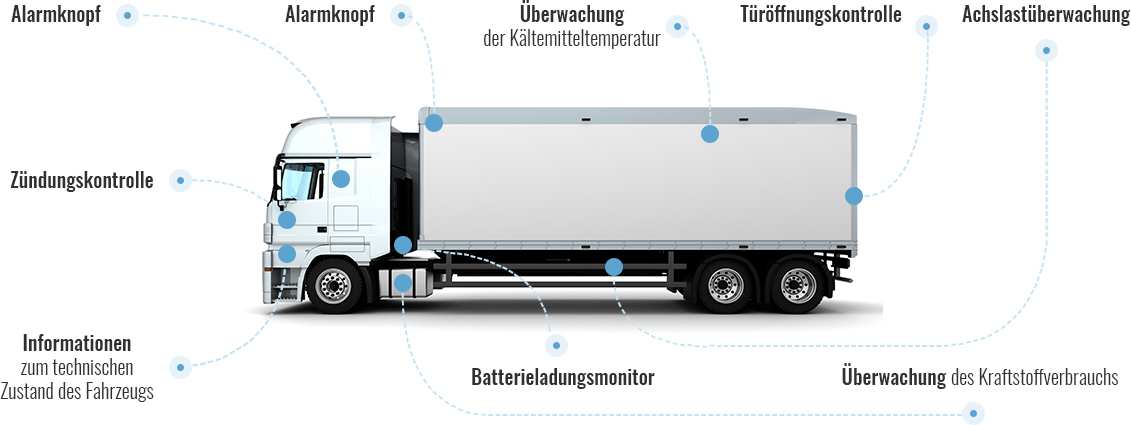 Alarmknopf
Alarmknopf
Überwachung
der Kältemitteltemperatur
Türöffnungskontrolle
Achslastüberwachung
Zündungskontrolle
Informationen
zum technischen
Zustand des Fahrzeugs
Batterieladungsmonitor
Überwachung des Kraftstoffverbrauchs